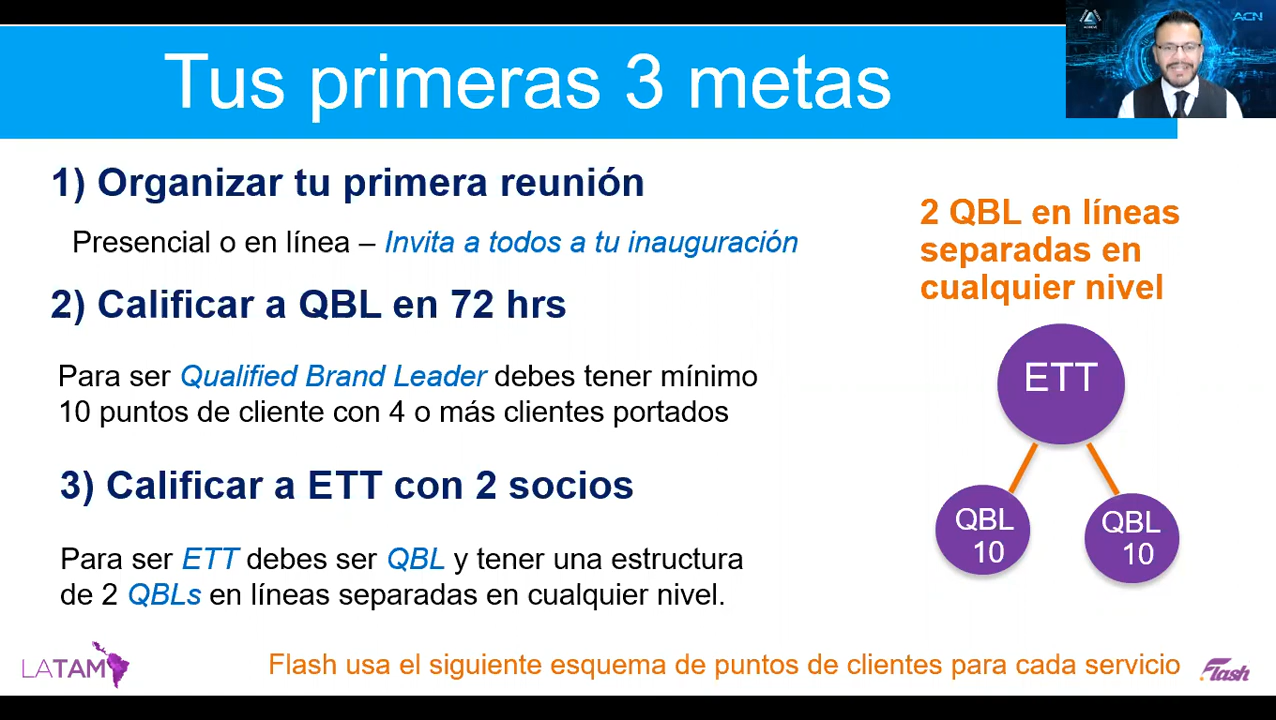 ACN
Tus primeras 3 metas
1) Organizar tu primera reunión
Presencial o en línea – Invita a todos a tu inauguración
2) Calificar a QBL en 72 hrs
Para ser Qualified Brand Leader debes tener mínimo
10 puntos de cliente con 4 o más clientes portados
3) Calificar a ETT con 2 socios
Para ser ETT debes ser QBL y tener una estructura
de 2 QBLs en líneas separadas en cualquier nivel.
2 QBL en líneas
separadas en
cualquier nivel
ETT
QBL
10
QBL
10
LATAM
Flash usa el siguiente esquema de puntos de clientes para cada servicio
Flash